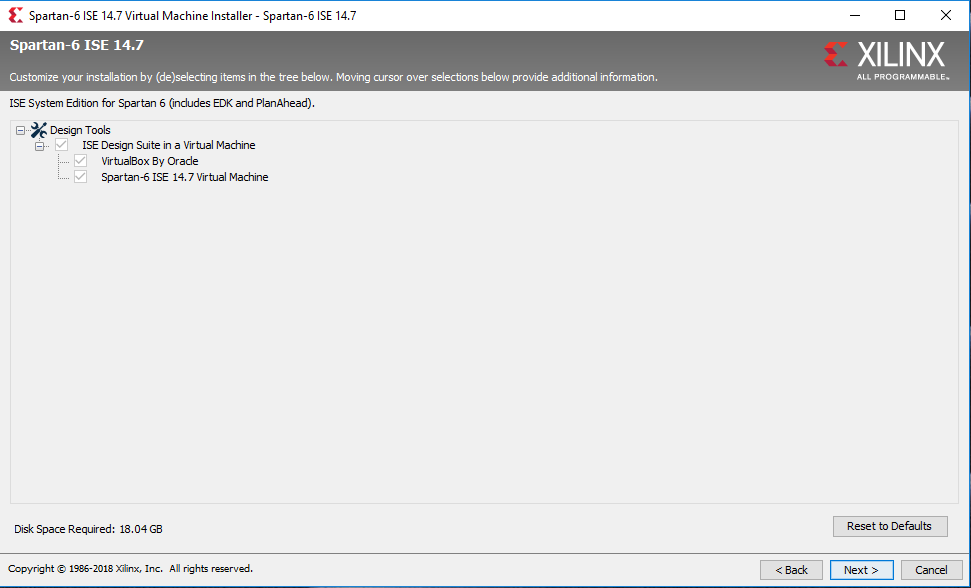 Spartan-6 ISE 14.7 Virtual Machine Installer - Spartan-6 ISE 14.7
Spartan-6 ISE 14.7
XILINX
ALL PROGRAMMABLE™
Customize your installation by (de)selecting items in the tree below. Moving cursor over selections below provide additional information.
ISE System Edition for Spartan 6 (includes EDK and PlanAhead).
Design Tools
ISE Design Suite in a Virtual Machine
VirtualBox By Oracle
Spartan-6 ISE 14.7 Virtual Machine
Disk Space Required: 18.04 GB
Reset to Defaults
Copyright © 1986-2018 Xilinx, Inc. All rights reserved.
< Back
Next >
Cancel